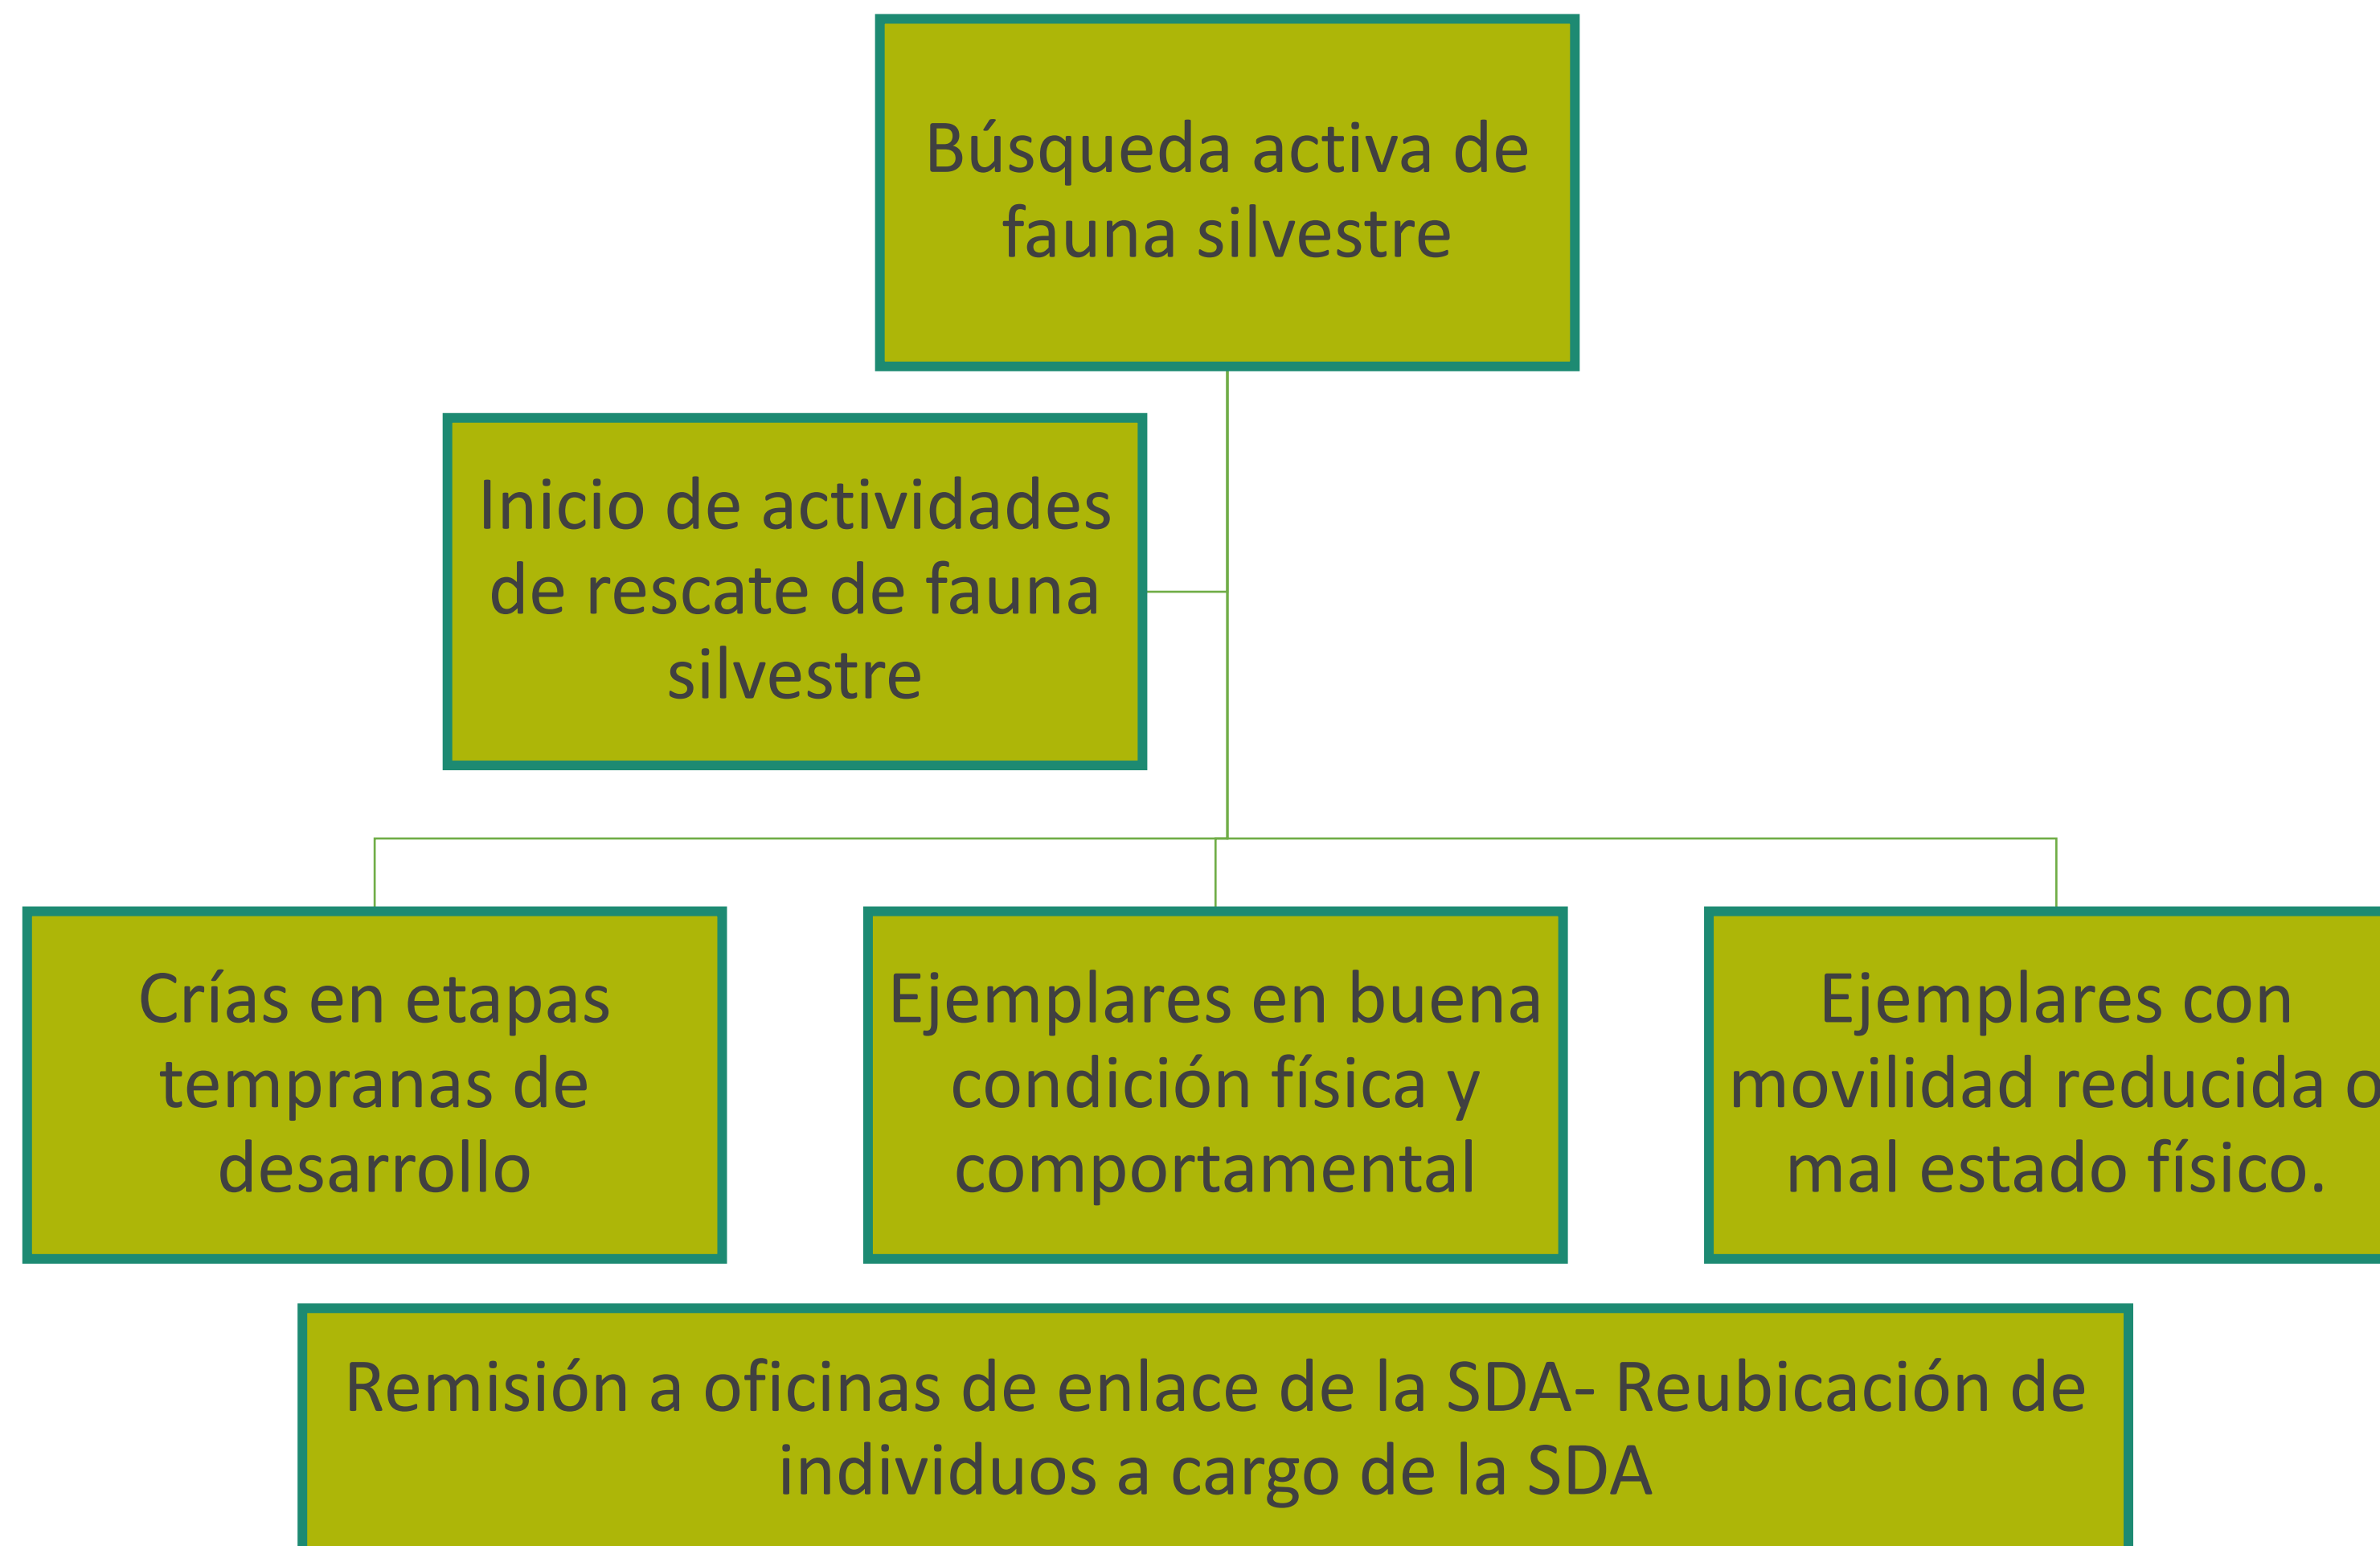 Búsqueda activa de
fauna silvestre
Inicio de actividades
de rescate de fauna
silvestre
Crías en etapas
tempranas de
desarrollo
Ejemplares en buena
condición física y
comportamental
Ejemplares con
movilidad reducida o
mal estado físico.
Remisión a oficinas de enlace de la SDA- Reubicación de
individuos a cargo de la SDA